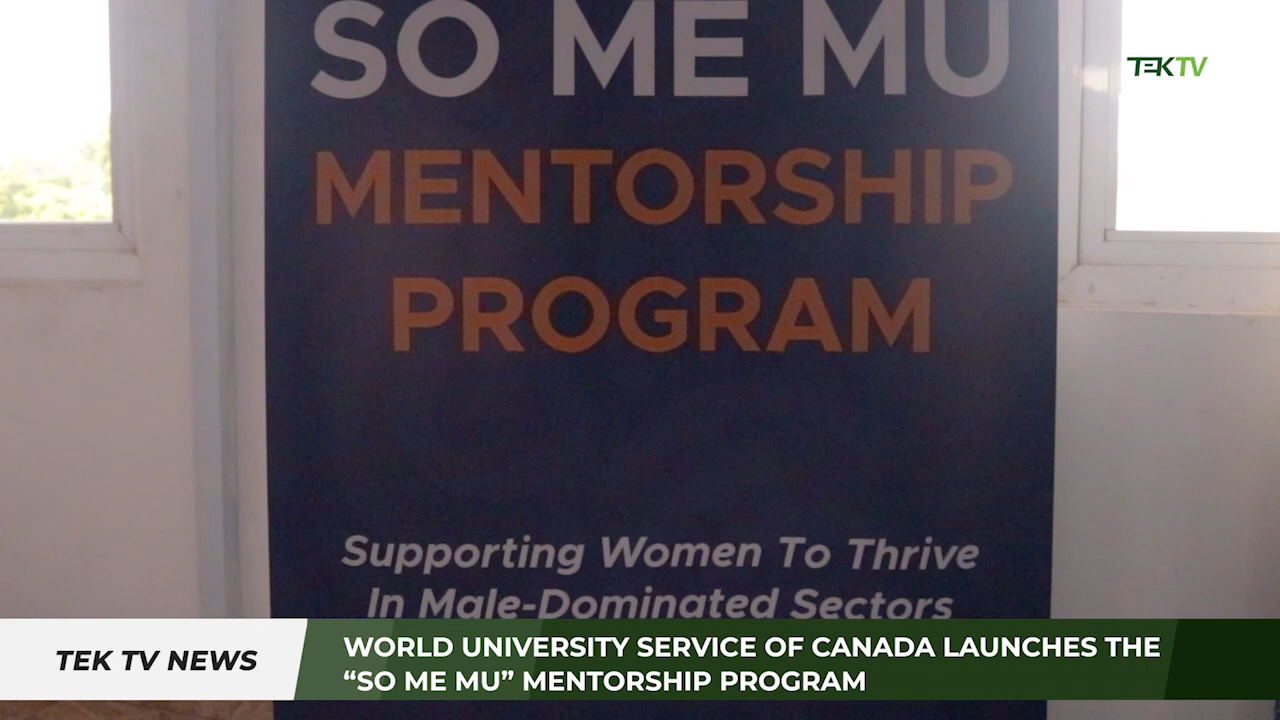 SO ME MU
TEKTV
MENTORSHIP
PROGRAM
Supporting Women To Thrive
In Male-Dominated Sectors
TEK TV NEWS
WORLD UNIVERSITY SERVICE OF CANADA LAUNCHES THE
“SO ME MU” MENTORSHIP PROGRAM